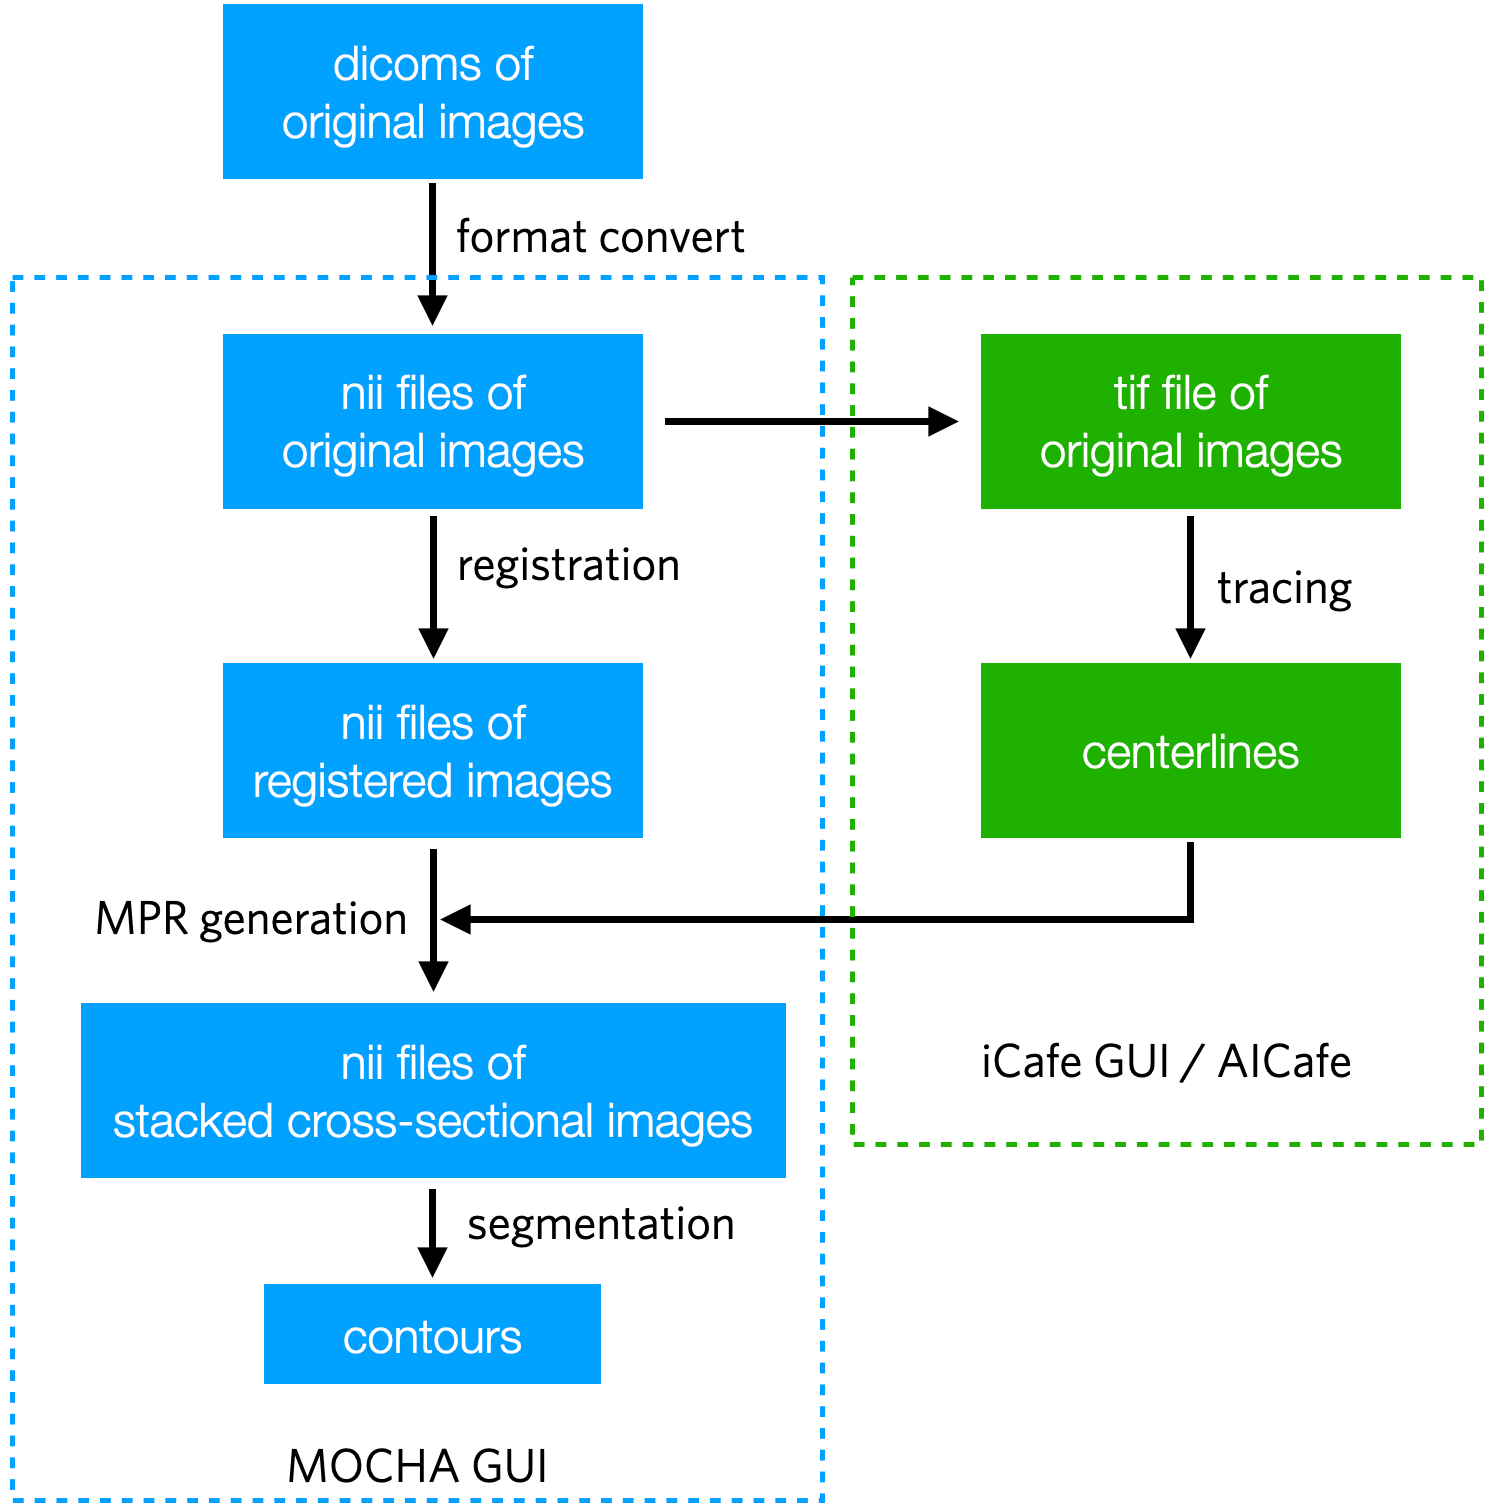 dicoms of
original images
format convert
nii files of
original images
tif file of
original images
registration
tracing
nii files of
registered images
centerlines
MPR generation
nii files of
stacked cross-sectional images
iCafe GUI / AICafe
segmentation
contours
MOCHA GUI